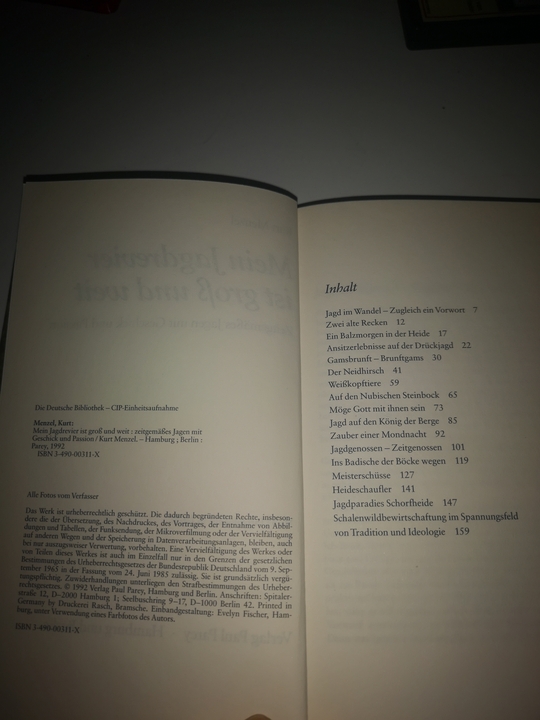 Die Deutsche Bibliothek – CIP-Einheitsaufnahme
Menzel, Kurt:
Mein Jagdrevier ist groß und weit : zeitgemäßes Jagen mit
Geschick und Passion / Kurt Menzel. – Hamburg ; Berlin :
Parey, 1992
ISBN 3-490-00311-X
Alle Fotos vom Verfasser
Das Werk ist urheberrechtlich geschützt. Die dadurch begründeten Rechte, insbeson-
dere die der Übersetzung, des Nachdruckes, des Vortrages, der Entnahme von Abbil-
dungen und Tabellen, der Funksendung, der Mikroverfilmung oder der Vervielfältigung
auf anderen Wegen und der Speicherung in Datenverarbeitungsanlagen, bleiben, auch
bei nur auszugsweiser Verwertung, vorbehalten. Eine Vervielfältigung des Werkes oder
von Teilen dieses Werkes ist auch im Einzelfall nur in den Grenzen der gesetzlichen
Bestimmungen des Urheberrechtsgesetzes der Bundesrepublik Deutschland vom 9. Sep-
tember 1965 in der Fassung vom 24. Juni 1985 zulässig. Sie ist grundsätzlich vergü-
tungspflichtig. Zuwiderhandlungen unterliegen den Strafbestimmungen des Urheber-
rechtsgesetzes. © 1992 Verlag Paul Parey, Hamburg und Berlin. Anschriften: Spitaler-
straße 12, D-2000 Hamburg 1; Seelbuschring 9–17, D-1000 Berlin 42. Printed in
Germany by Druckerei Rasch, Bramsche. Einbandgestaltung: Evelyn Fischer, Ham-
burg, unter Verwendung eines Farbfotos des Autors.
ISBN 3-490-00311-X
Inhalt
Jagd im Wandel – Zugleich ein Vorwort 7
Zwei alte Recken 12
Ein Balzmorgen in der Heide 17
Ansitzerlebnisse auf der Drückjagd 22
Gamsbrunft – Brunftgams 30
Der Neidhirsch 41
Weißkopftiere 59
Auf den Nubischen Steinbock 65
Möge Gott mit ihnen sein 73
Jagd auf den König der Berge 85
Zauber einer Mondnacht 92
Jagdgenossen – Zeitgenossen 101
Ins Badische der Böcke wegen 119
Meisterschüsse 127
Heideschaufler 141
Jagdparadies Schorfheide 147
Schalenwildbewirtschaftung im Spannungsfeld
von Tradition und Ideologie 159